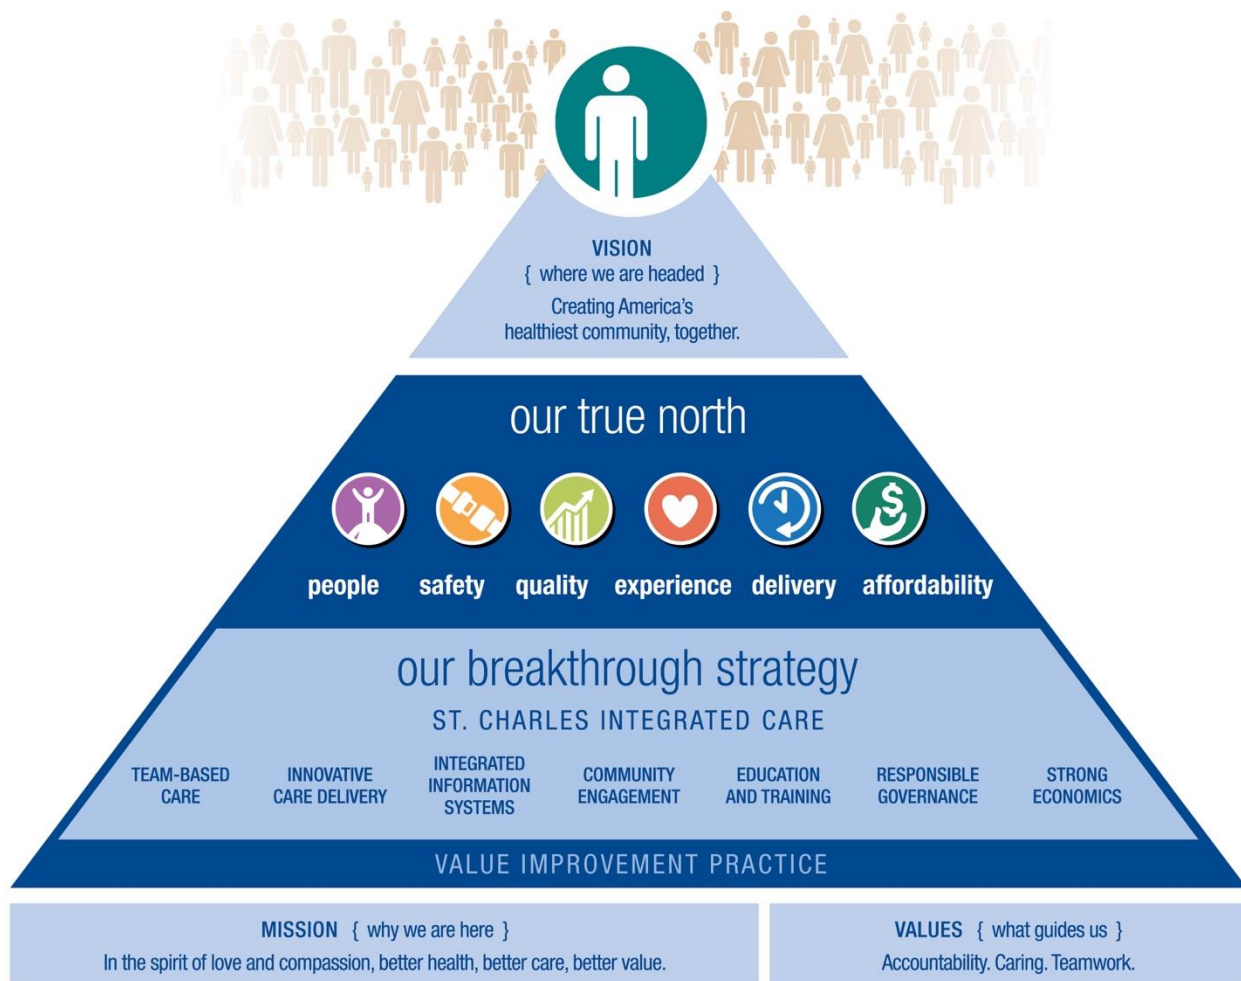 VISION
{ where we are headed }
Creating America's
healthiest community, together.
our true north
people safety quality experience delivery affordability
our breakthrough strategy
ST. CHARLES INTEGRATED CARE
TEAM-BASED
CARE
INNOVATIVE
CARE DELIVERY
INTEGRATED
INFORMATION
SYSTEMS
COMMUNITY
ENGAGEMENT
EDUCATION
AND TRAINING
RESPONSIBLE
GOVERNANCE
STRONG
ECONOMICS
VALUE IMPROVEMENT PRACTICE
MISSION { why we are here }
In the spirit of love and compassion, better health, better care, better value.
VALUES { what guides us }
Accountability. Caring. Teamwork.